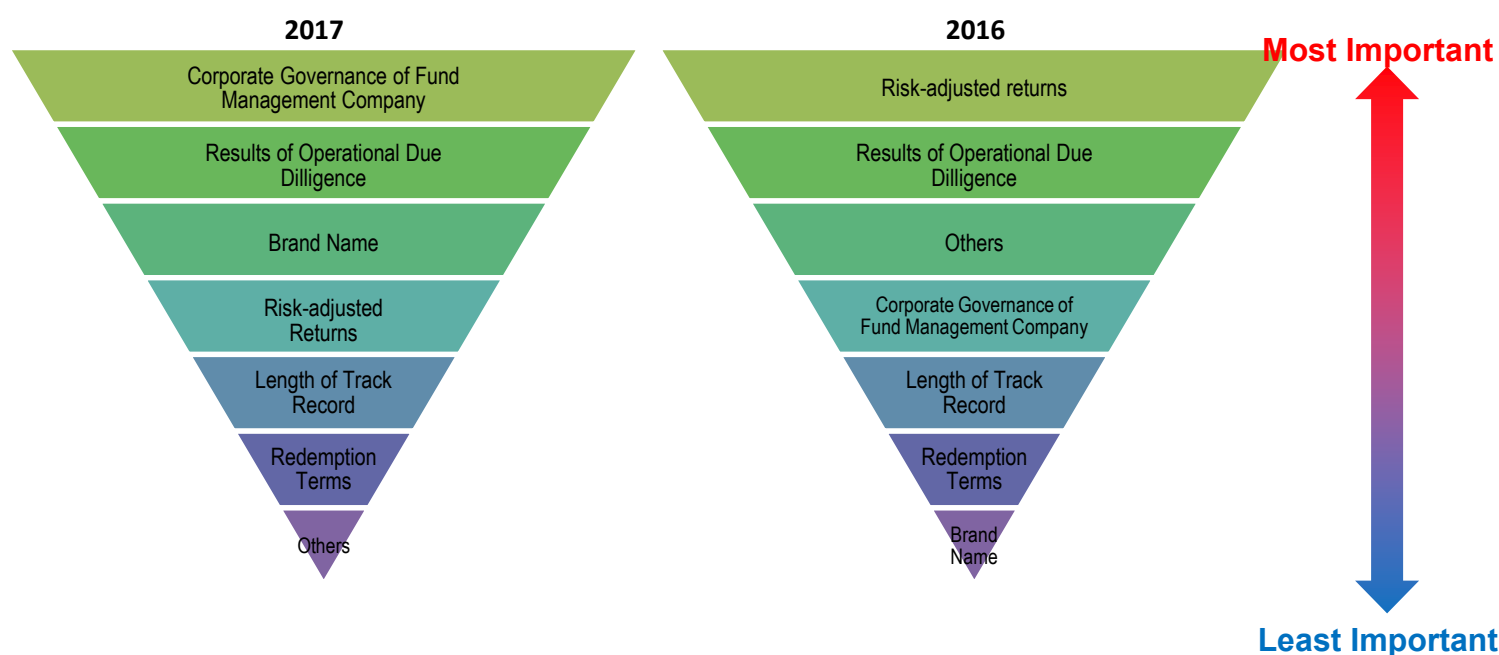 2017
Corporate Governance of Fund
Management Company
Results of Operational Due
Dilligence
Brand Name
Risk-adjusted
Returns
Length of Track
Record
Redemption
Terms
Others
2016
Risk-adjusted returns
Results of Operational Due
Dilligence
Others
Corporate Governance of
Fund Management Company
Length of Track
Record
Redemption
Terms
Brand
Name
Most Important
Least Important